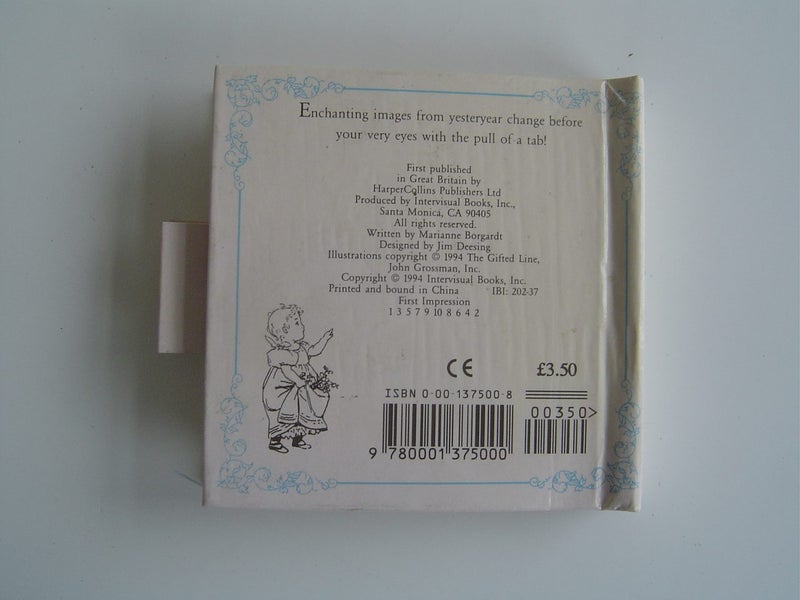 Enchanting images from yesteryear change before
your very eyes with the pull of a tab!
First published
in Great Britain by
HarperCollins Publishers Ltd
Produced by Intervisual Books, Inc.,
Santa Monica, CA 90405
All rights reserved.
Written by Marianne Borgardt
Designed by Jim Deesing
Illustrations copyright © 1994 The Gifted Line,
John Grossman, Inc.
Copyright © 1994 Intervisual Books, Inc.
Printed and bound in China IBI: 202-37
First Impression
1 3 5 7 9 10 8 6 4 2
CE £3.50
ISBN 0-00-137500-8
00350>
9 780001 375000